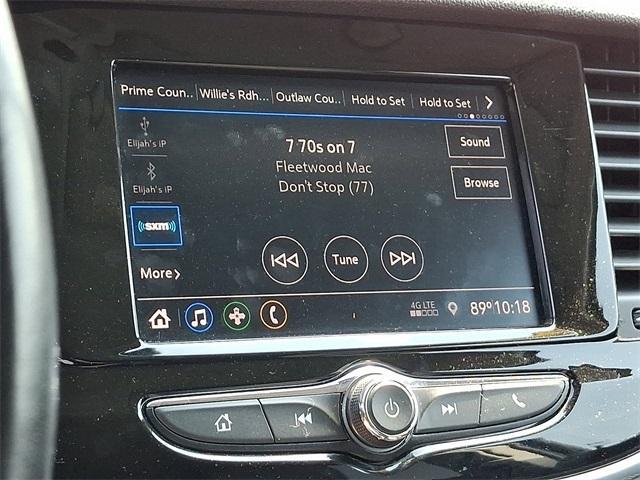 Prime Coun.. Willie's Rdh... Outlaw Cou.. Hold to Set Hold to Set
Elijah's iP
7 70s on 7
Sound
Fleetwood Mac
Elijah's iP
Don't Stop (77)
Browse
sxm
More
Tune
4G LTE
89° 10:18